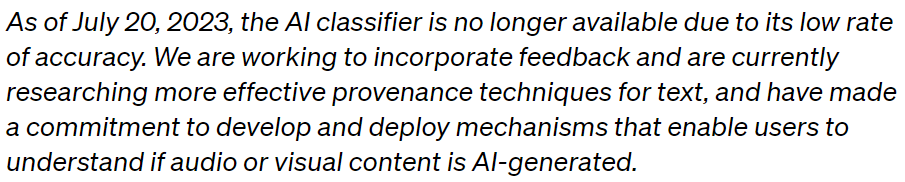 As of July 20, 2023, the AI classifier is no longer available due to its low rate
of accuracy. We are working to incorporate feedback and are currently
researching more effective provenance techniques for text, and have made
a commitment to develop and deploy mechanisms that enable users to
understand if audio or visual content is AI-generated.